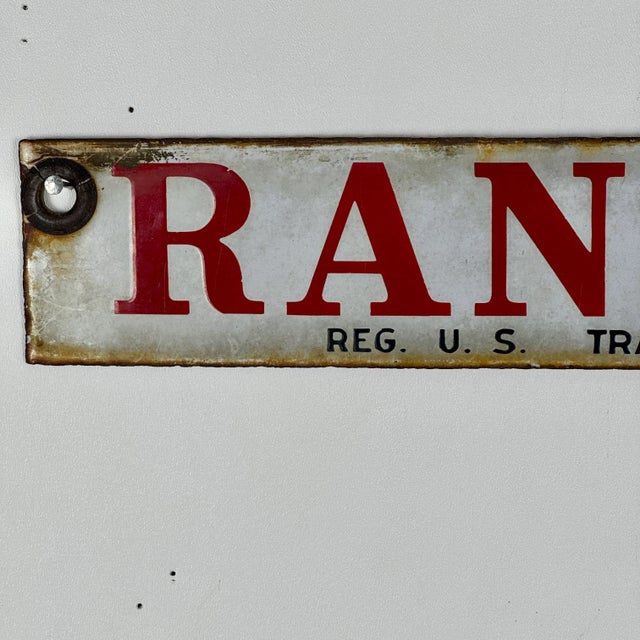 RAN
REG. U. S. TRA